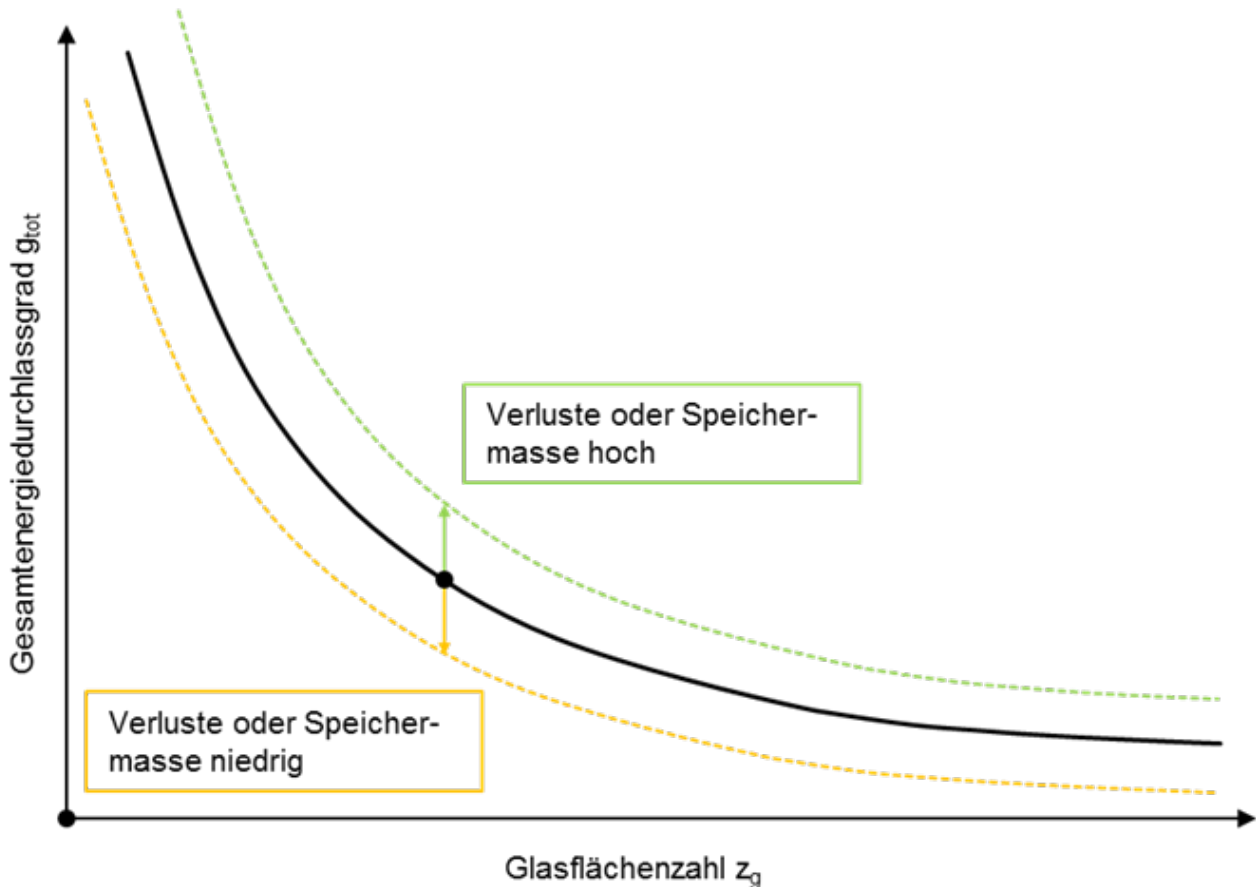 Gesamtenergiedurchlassgrad g_tot
Verluste oder Speicher-
masse hoch
Verluste oder Speicher-
masse niedrig
Glasflächenzahl z_g